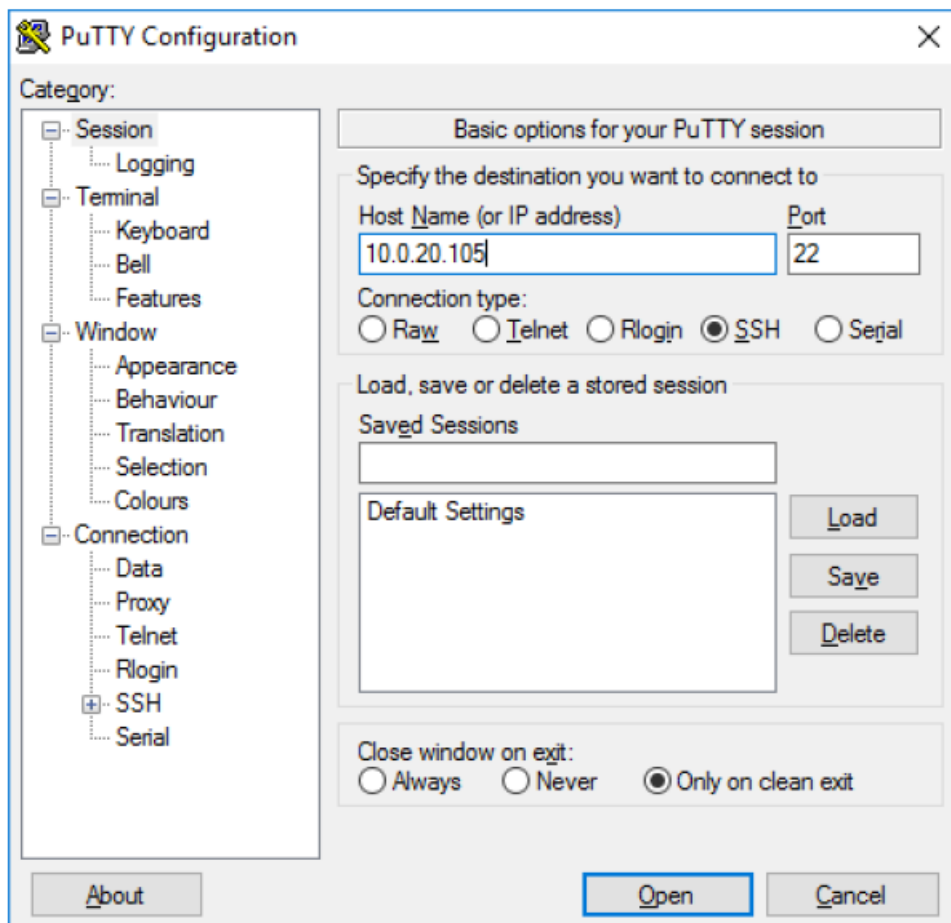 PuTTY Configuration
Category:
Session
Logging
Terminal
Keyboard
Bell
Features
Window
Appearance
Behaviour
Translation
Selection
Colours
Connection
Data
Proxy
Telnet
Rlogin
SSH
Serial
Basic options for your PuTTY session
Specify the destination you want to connect to
Host Name (or IP address) Port
10.0.20.105 22
Connection type:
Raw Telnet Rlogin SSH Serial
Load, save or delete a stored session
Saved Sessions
Default Settings
Load
Save
Delete
Close window on exit:
Always Never Only on clean exit
About Open Cancel